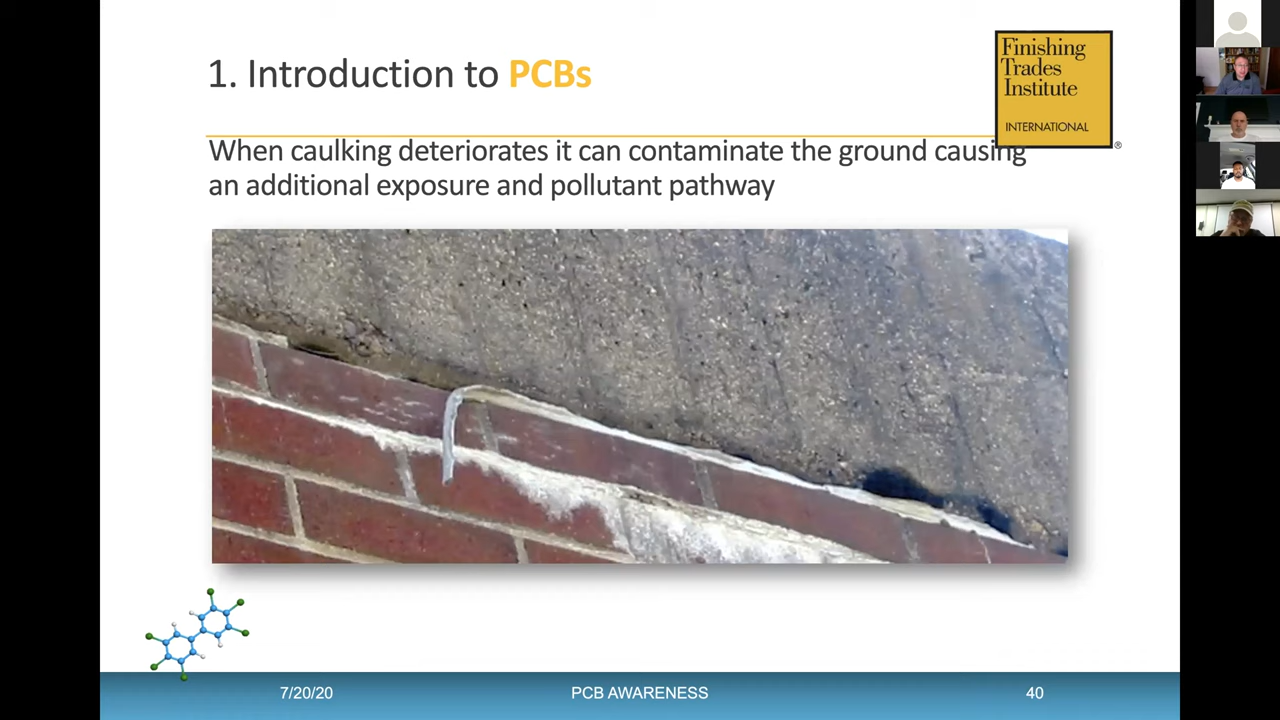 1. Introduction to PCBs
Finishing
Trades
Institute
INTERNATIONAL
®
When caulking deteriorates it can contaminate the ground causing
an additional exposure and pollutant pathway
7/20/20
PCB AWARENESS
40